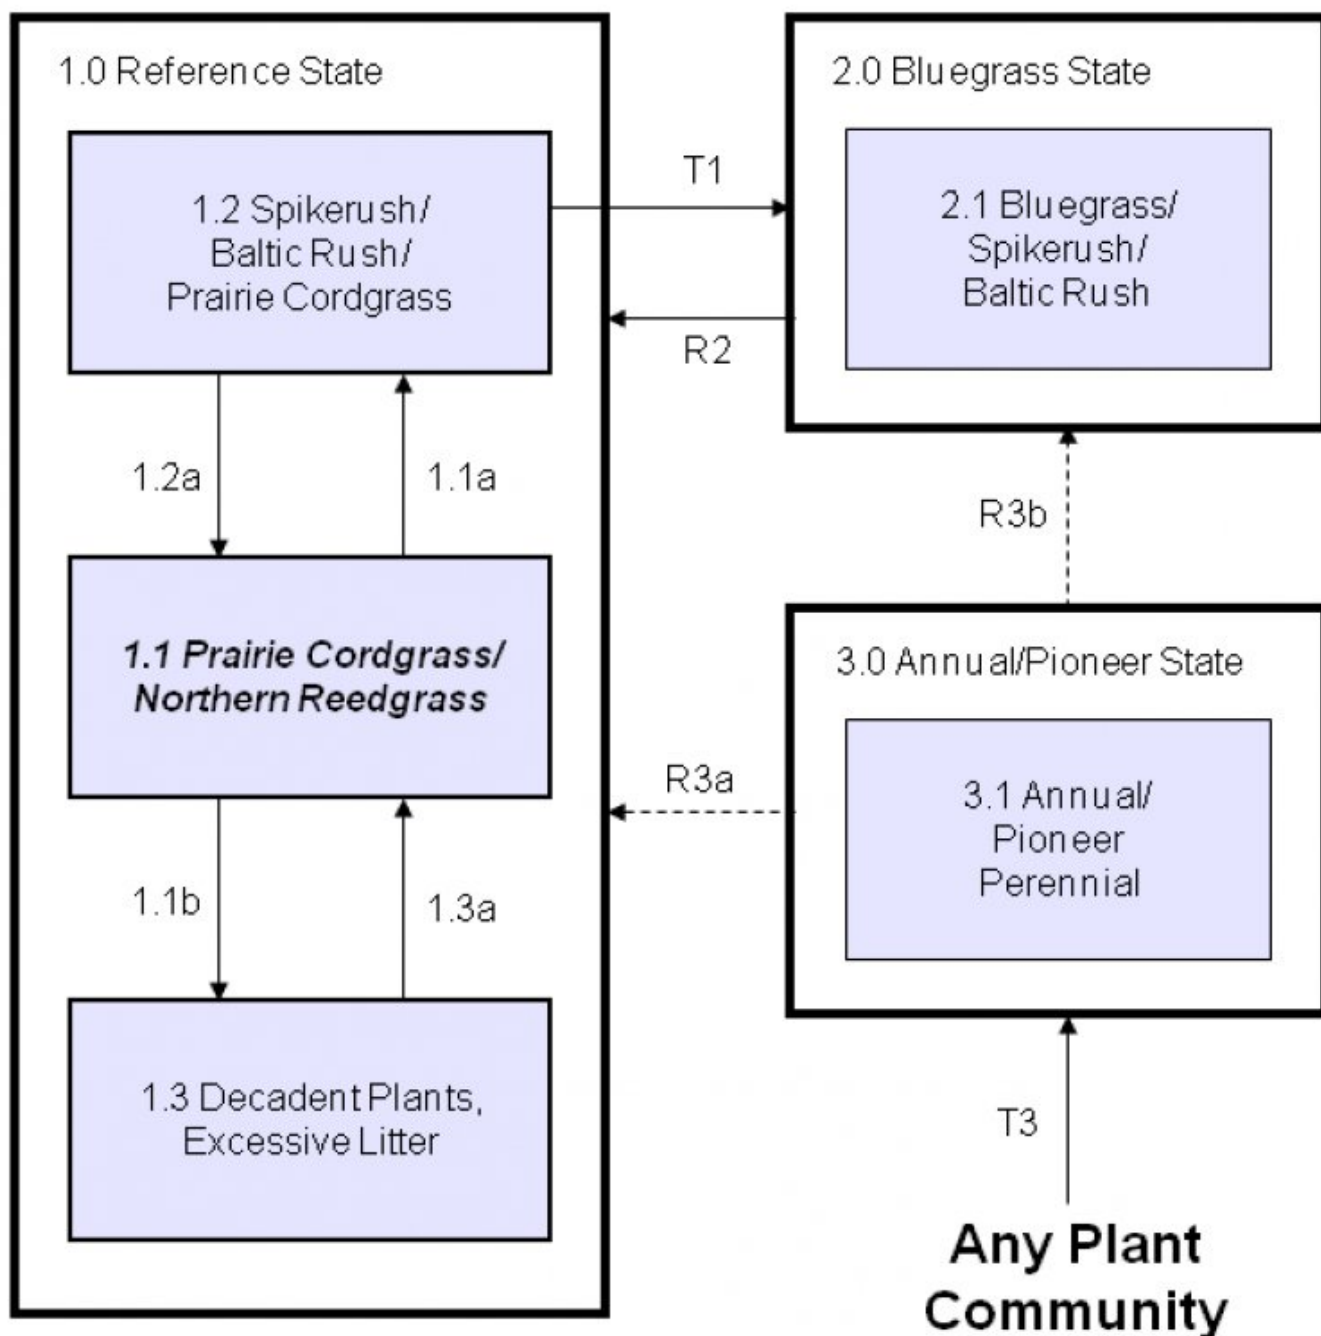 1.0 Reference State
1.2 Spikerush/
Baltic Rush/
Prairie Cordgrass
1.2a
1.1a
1.1 Prairie Cordgrass/
Northern Reedgrass
1.1b
1.3a
1.3 Decadent Plants,
Excessive Litter
T1
R2
R3a
2.0 Bluegrass State
2.1 Bluegrass/
Spikerush/
Baltic Rush
R3b
3.0 Annual/Pioneer State
3.1 Annual/
Pioneer
Perennial
T3
Any Plant
Community